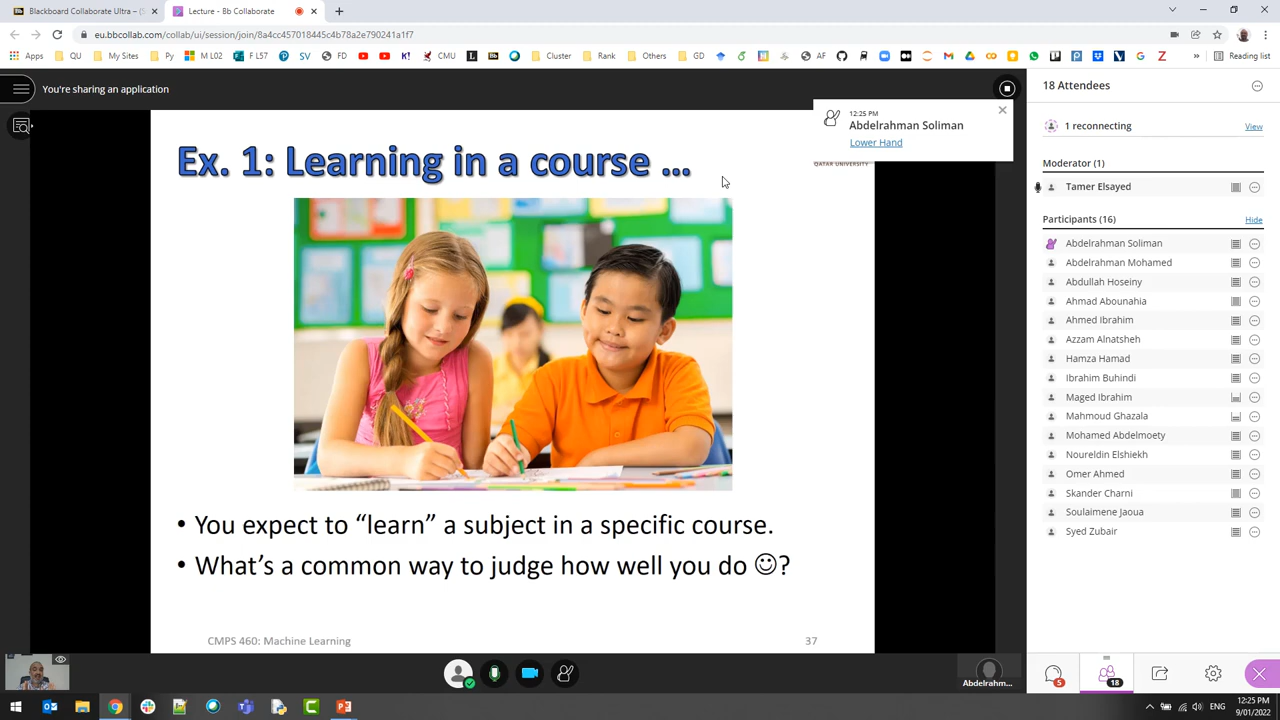 Blackboard Collaborate Ultra – (S
Lecture - Bb Collaborate
eu.bbcollab.com/collab/ui/session/join/8a4cc457018445c4b78a2e790241a1f7
Apps QU My Sites Py M L02 F L57 SV FD CMU Cluster Rank Others GD AF Reading list
You're sharing an application
12:25 PM
Abdelrahman Soliman
Lower Hand
QATAR UNIVERSITY
Ex. 1: Learning in a course ...
• You expect to “learn” a subject in a specific course.
• What’s a common way to judge how well you do ☺?
CMPS 460: Machine Learning
37
18 Attendees
1 reconnecting View
Moderator (1)
Tamer Elsayed
Participants (16) Hide
Abdelrahman Soliman
Abdelrahman Mohamed
Abdullah Hoseiny
Ahmad Abounahia
Ahmed Ibrahim
Azzam Alnatsheh
Hamza Hamad
Ibrahim Buhindi
Maged Ibrahim
Mahmoud Ghazala
Mohamed Abdelmoety
Noureldin Elshiekh
Omer Ahmed
Skander Charni
Soulaimene Jaoua
Syed Zubair
Abdelrahm...
5
18
ENG
12:25 PM
9/01/2022